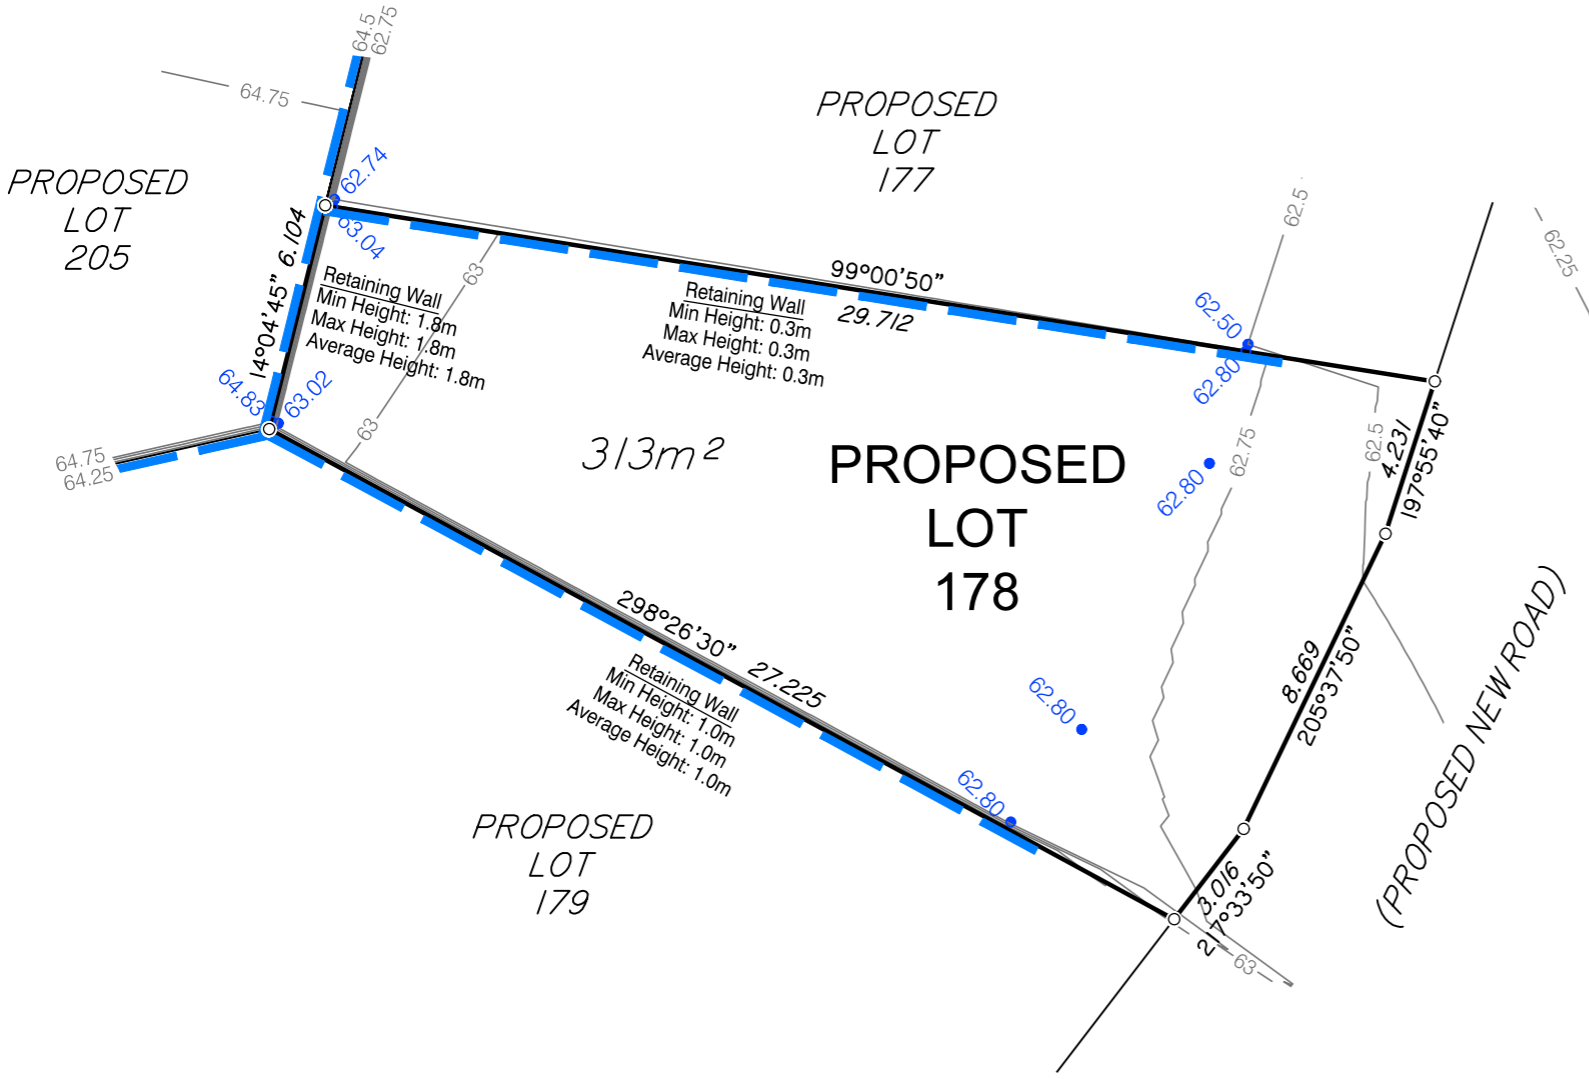 64.5
62.75
64.75
PROPOSED
LOT
177
PROPOSED
LOT
205
62.74
63.04
14°04'45" 6.104
Retaining Wall
Min Height: 1.8m
Max Height: 1.8m
Average Height: 1.8m
63
63
99°00'50"
29.712
Retaining Wall
Min Height: 0.3m
Max Height: 0.3m
Average Height: 0.3m
62.5
62.25
62.50
62.80
64.83
63.02
64.75
64.25
313m²
PROPOSED
LOT
178
62.80
62.75
62.5
4.231
197°55'40"
298°26'30" 27.225
Retaining Wall
Min Height: 1.0m
Max Height: 1.0m
Average Height: 1.0m
62.80
62.80
8.669
205°37'50"
(PROPOSED NEW ROAD)
PROPOSED
LOT
179
3.016
217°33'50"
63